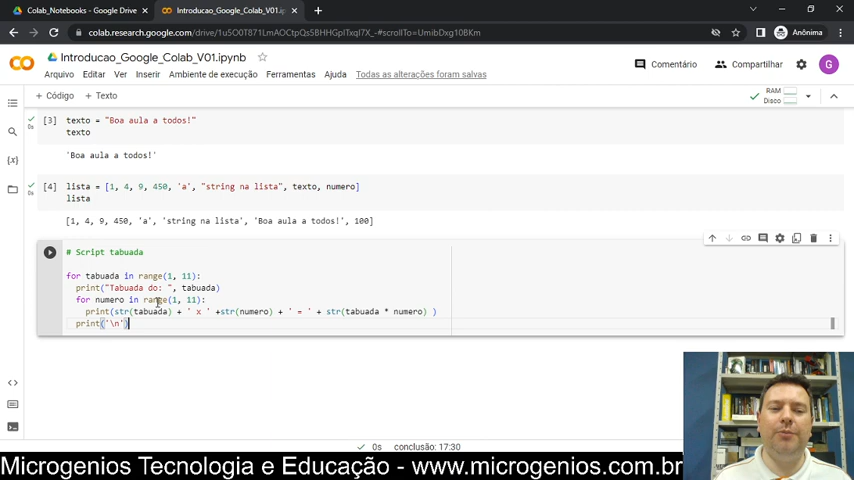 Colab_Notebooks - Google Drive
Introducao_Google_Colab_V01.ipynb
colab.research.google.com/drive/1u5O0T871LmAOCtpQs5BHHGpITxqI7X_-#scrollTo=UmibDxg10BKm
Anônima
Introducao_Google_Colab_V01.ipynb
Comentário
Compartilhar
G
Arquivo Editar Ver Inserir Ambiente de execução Ferramentas Ajuda Todas as alterações foram salvas
+ Código + Texto
RAM
Disco
[3] texto = "Boa aula a todos!"
0s
texto
'Boa aula a todos!'
[4] lista = [1, 4, 9, 450, 'a', "string na lista", texto, numero]
0s
lista
[1, 4, 9, 450, 'a', 'string na lista', 'Boa aula a todos!', 100]
# Script tabuada
for tabuada in range(1, 11):
print("Tabuada do: ", tabuada)
for numero in range(1, 11):
print(str(tabuada) + ' x ' +str(numero) + ' = ' + str(tabuada * numero) )
print('\n')
0s conclusão: 17:30
Microgenios Tecnologia e Educação - www.microgenios.com.br